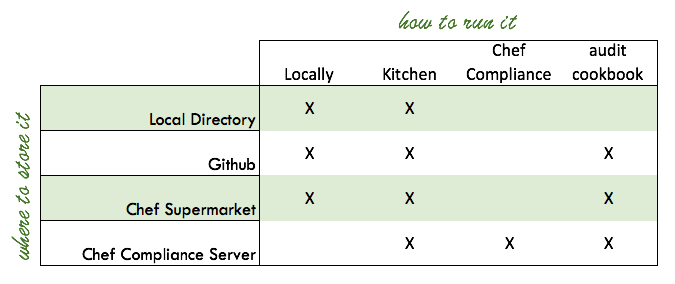 how to run it
Locally Kitchen Chef Compliance audit cookbook
where to store it
Local Directory X X
Github X X X
Chef Supermarket X X X
Chef Compliance Server X X X